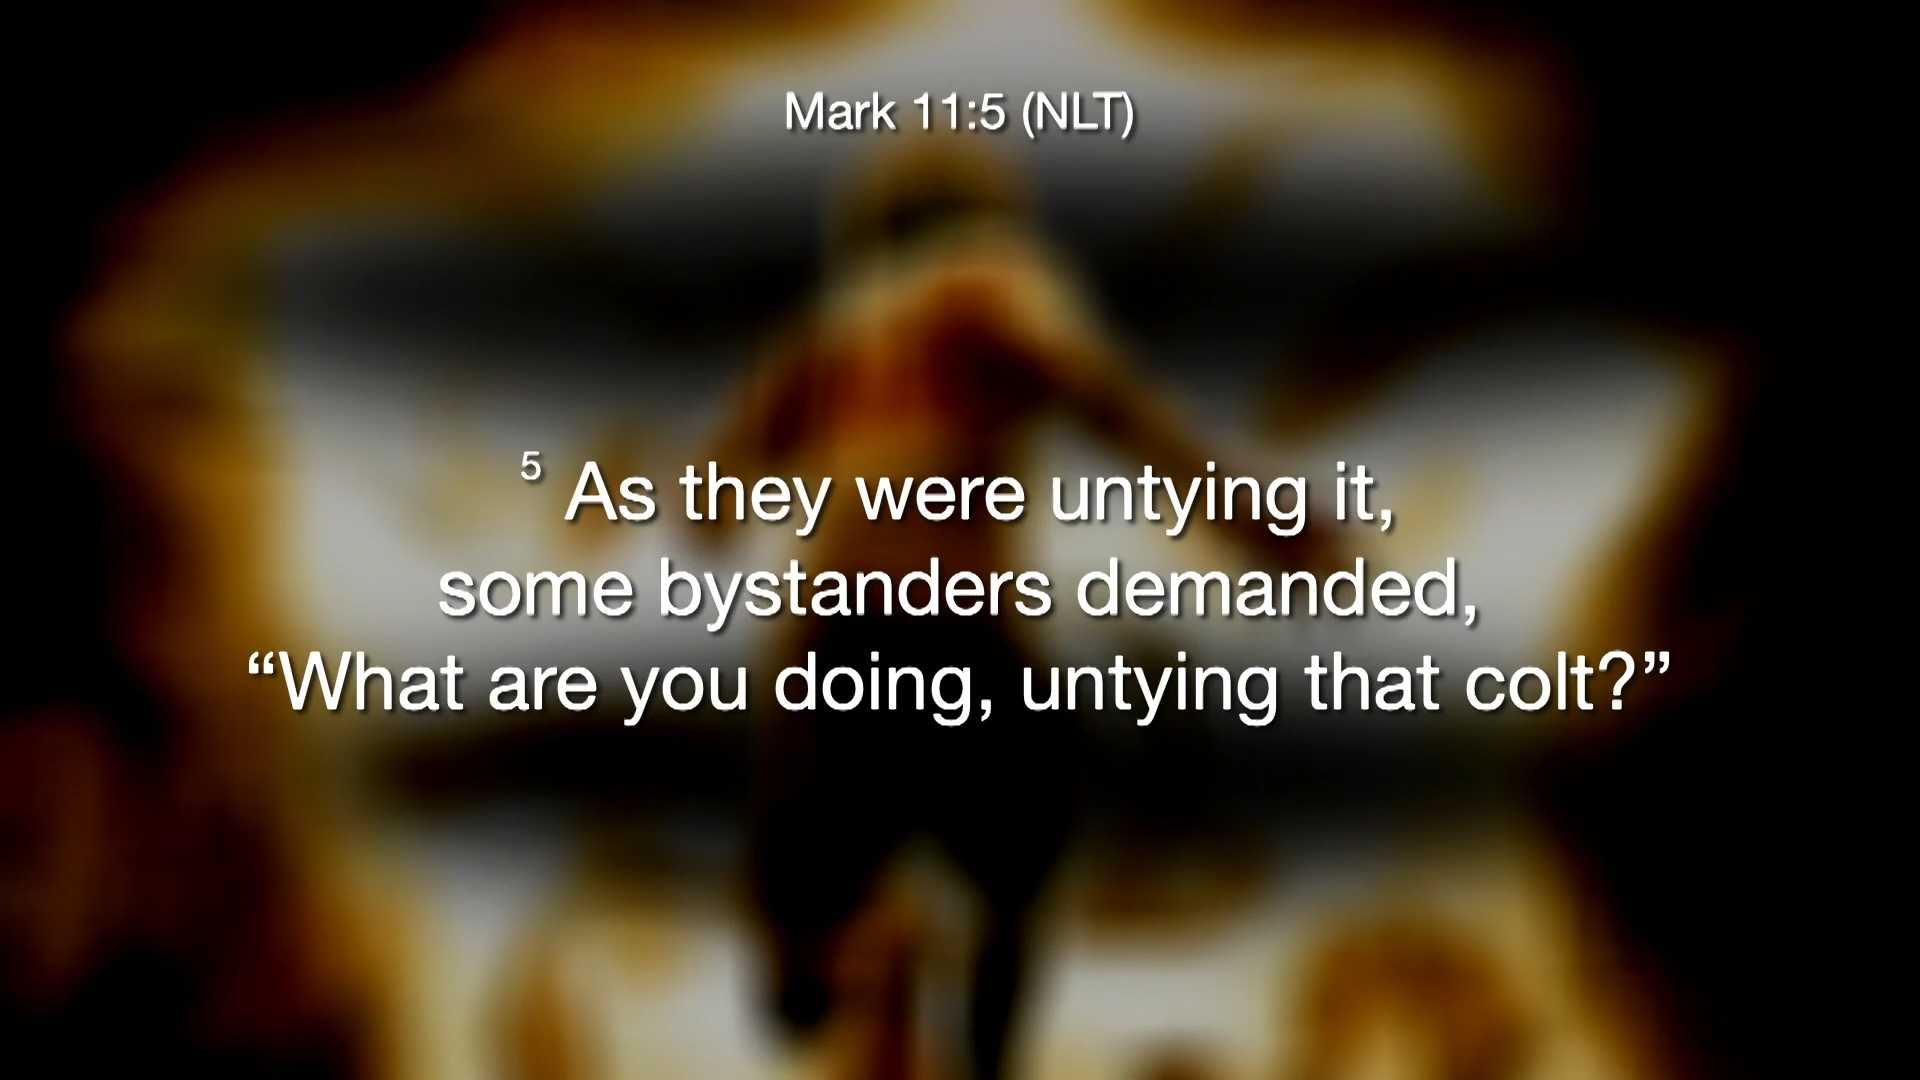 Mark 11:5 (NLT)
5 As they were untying it,
some bystanders demanded,
“What are you doing, untying that colt?”